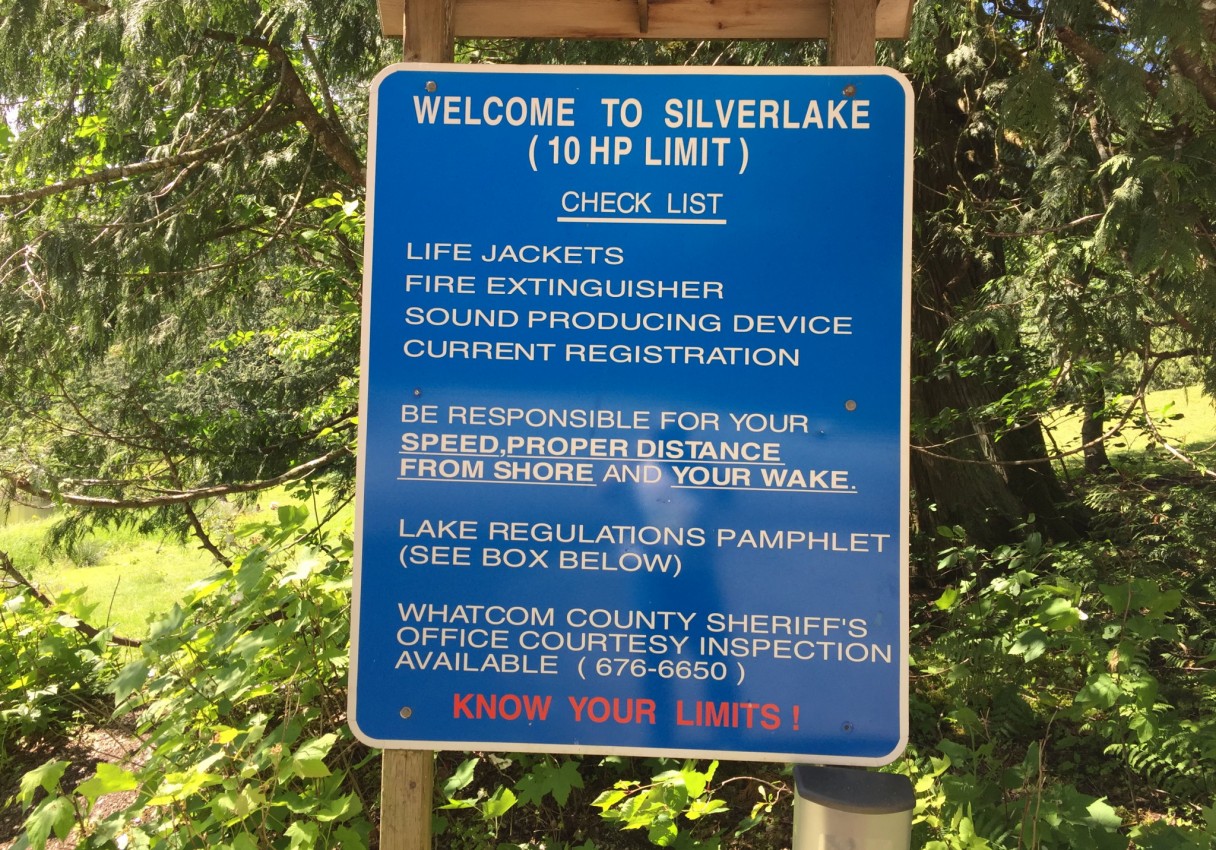 WELCOME TO SILVERLAKE
( 10 HP LIMIT )
CHECK LIST
LIFE JACKETS
FIRE EXTINGUISHER
SOUND PRODUCING DEVICE
CURRENT REGISTRATION
BE RESPONSIBLE FOR YOUR
SPEED,PROPER DISTANCE
FROM SHORE AND YOUR WAKE.
LAKE REGULATIONS PAMPHLET
(SEE BOX BELOW)
WHATCOM COUNTY SHERIFF'S
OFFICE COURTESY INSPECTION
AVAILABLE ( 676-6650 )
KNOW YOUR LIMITS !